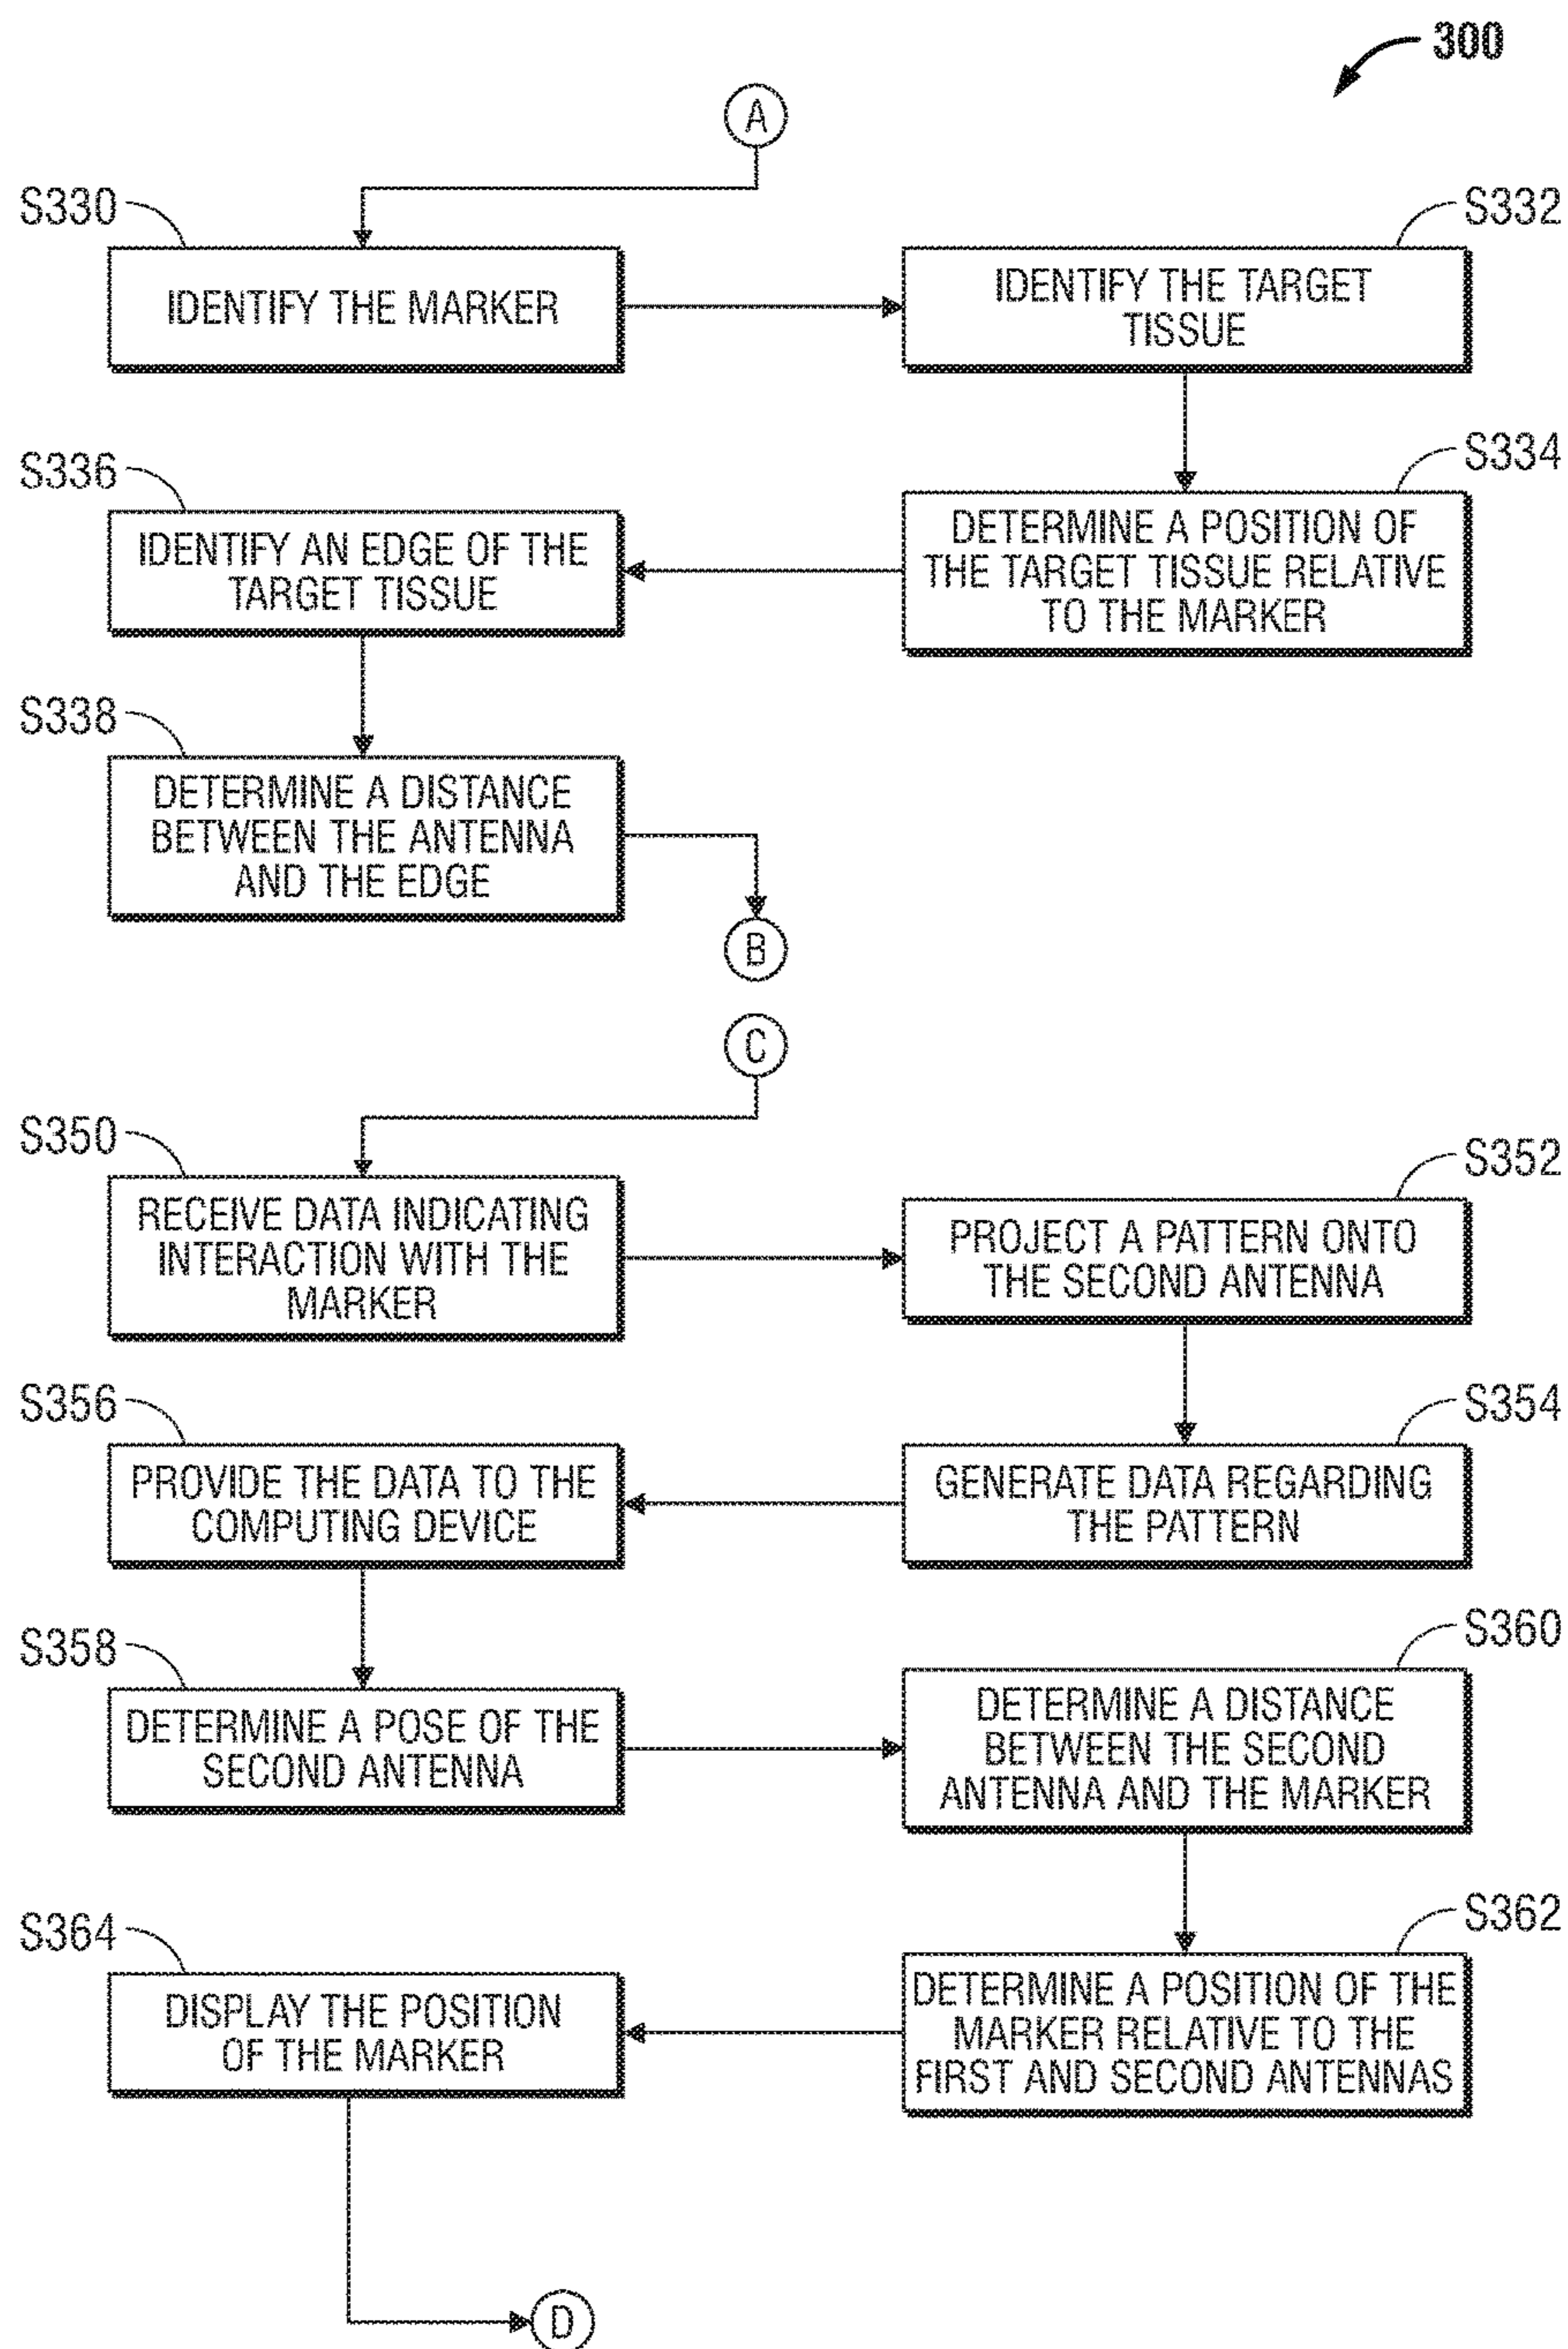 300
A
S330
IDENTIFY THE MARKER
S332
IDENTIFY THE TARGET
TISSUE
S334
DETERMINE A POSITION OF
THE TARGET TISSUE RELATIVE
TO THE MARKER
S336
IDENTIFY AN EDGE OF THE
TARGET TISSUE
S338
DETERMINE A DISTANCE
BETWEEN THE ANTENNA
AND THE EDGE
B
C
S350
RECEIVE DATA INDICATING
INTERACTION WITH THE
MARKER
S352
PROJECT A PATTERN ONTO
THE SECOND ANTENNA
S354
GENERATE DATA REGARDING
THE PATTERN
S356
PROVIDE THE DATA TO THE
COMPUTING DEVICE
S358
DETERMINE A POSE OF THE
SECOND ANTENNA
S360
DETERMINE A DISTANCE
BETWEEN THE SECOND
ANTENNA AND THE MARKER
S362
DETERMINE A POSITION OF THE
MARKER RELATIVE TO THE
FIRST AND SECOND ANTENNAS
S364
DISPLAY THE POSITION
OF THE MARKER
D